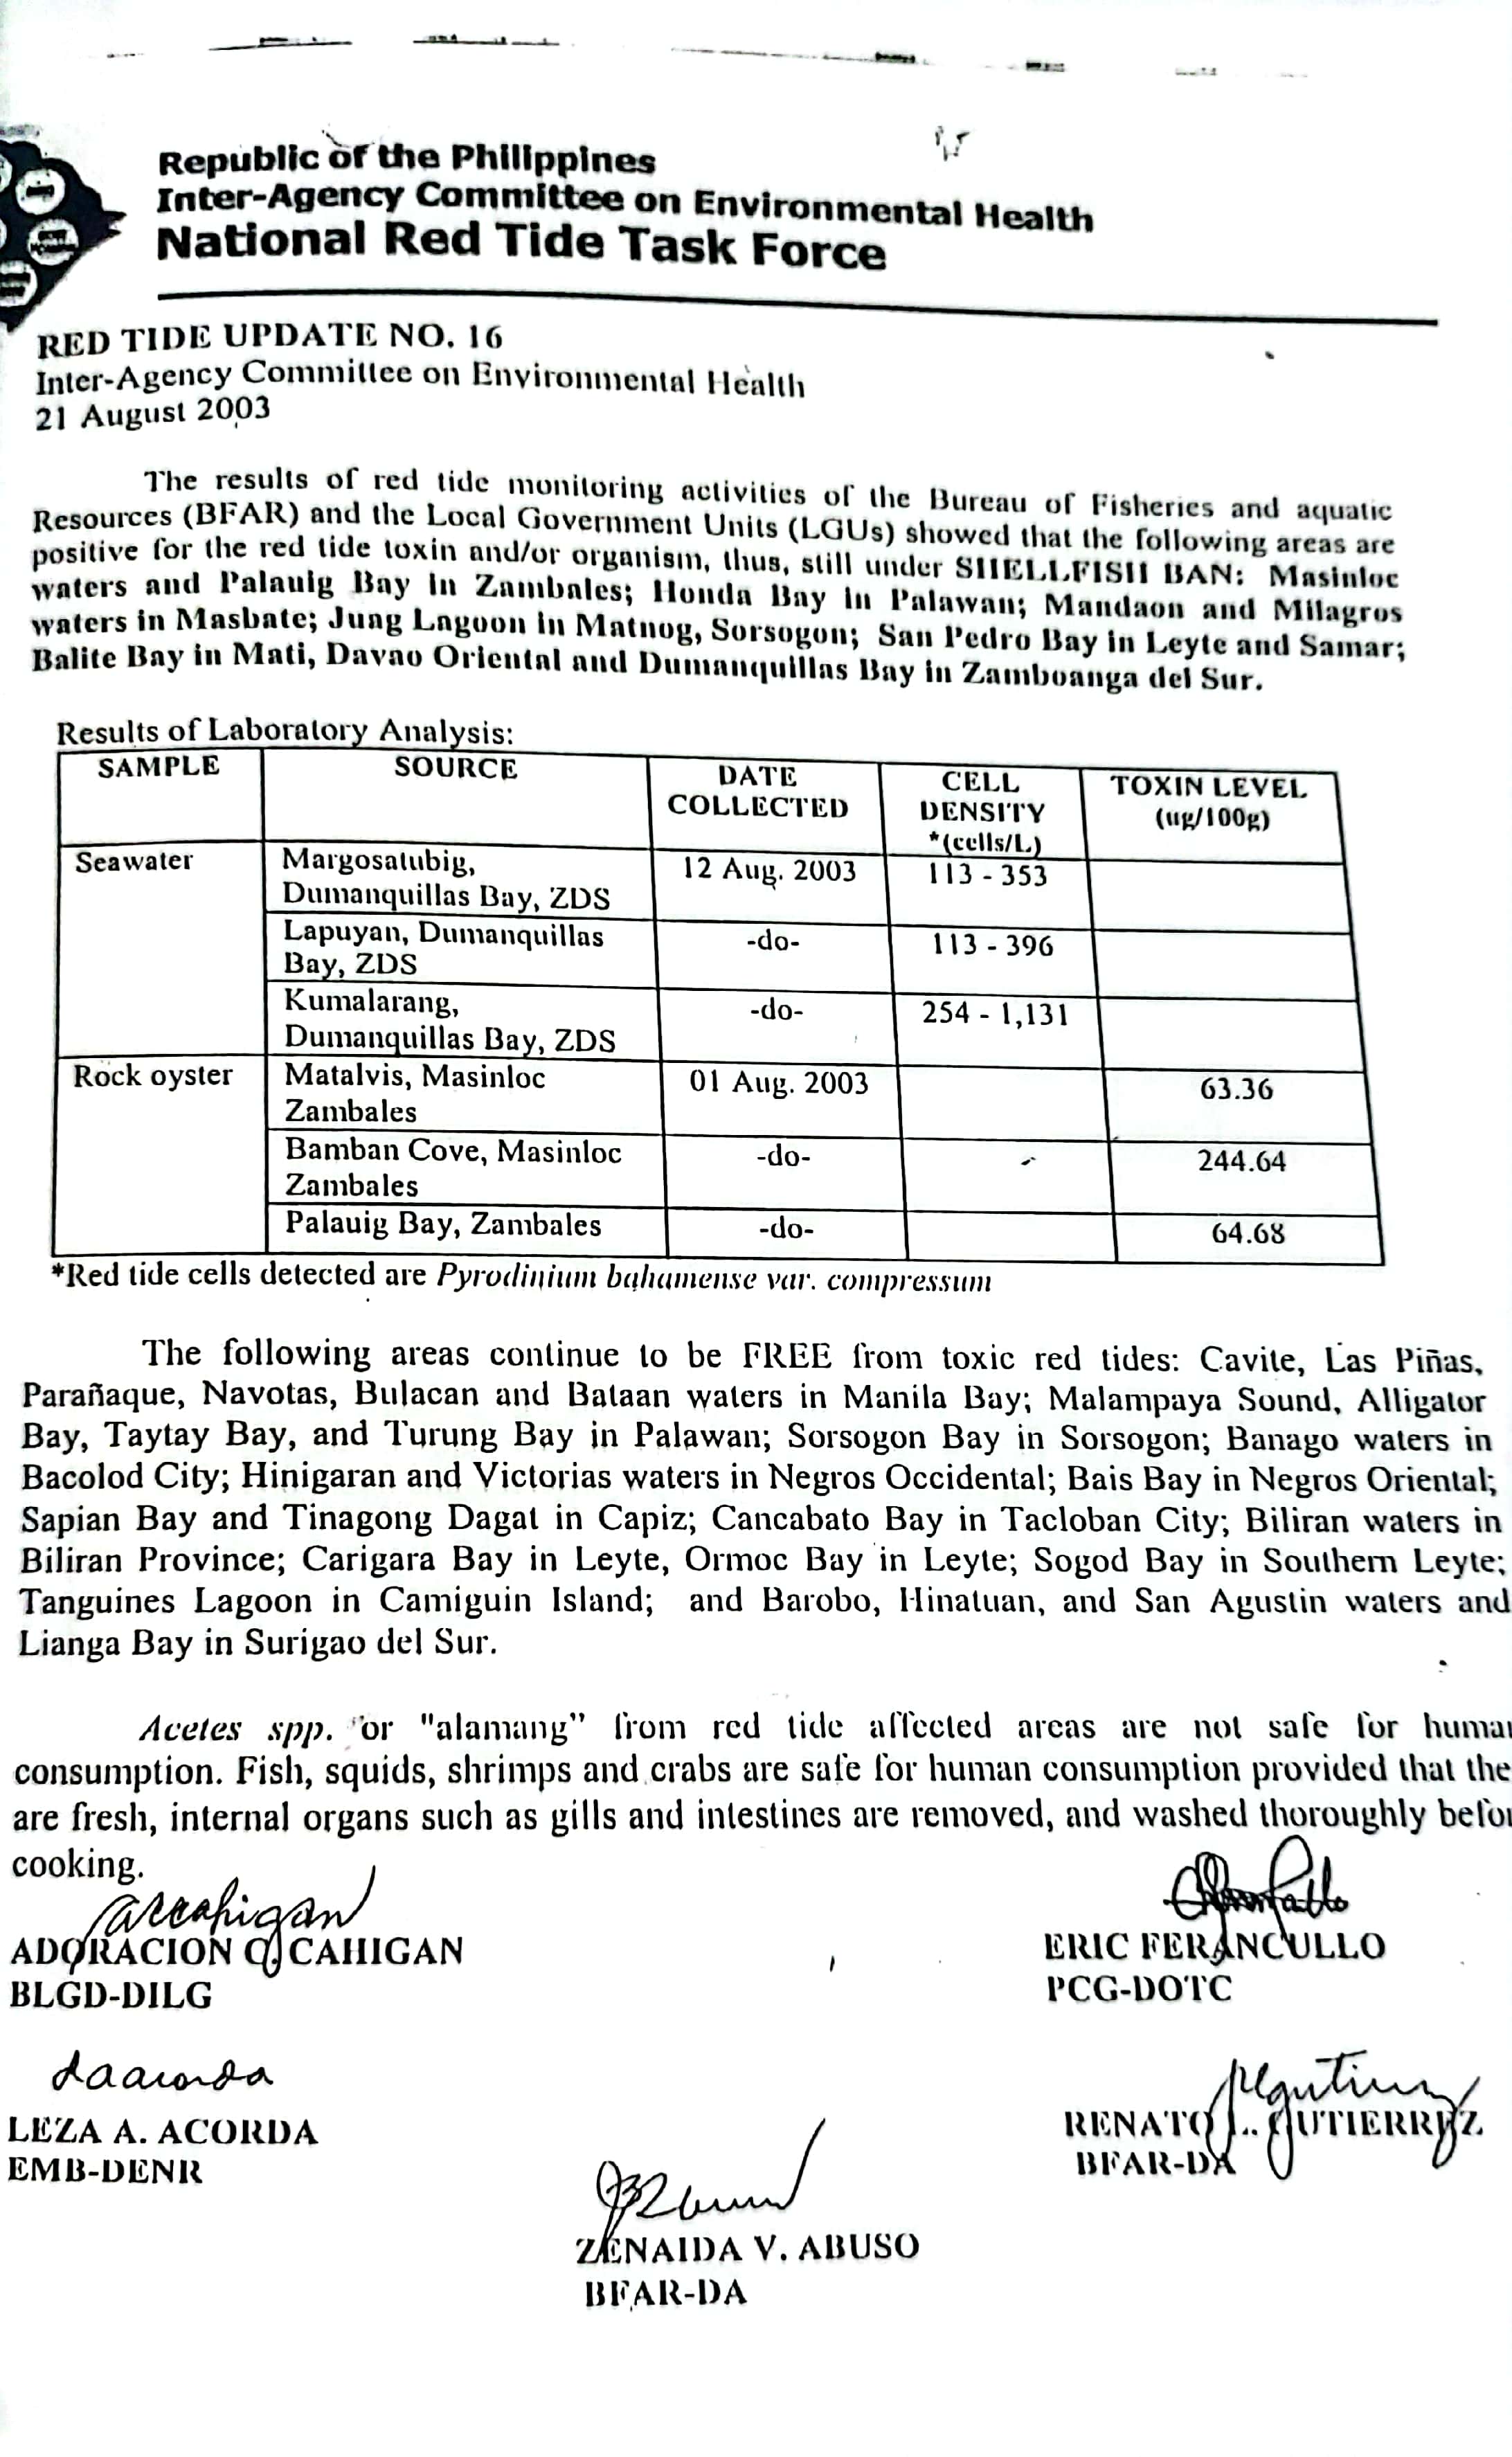 Republic of the Philippines
Inter-Agency Committee on Environmental Health
National Red Tide Task Force
RED TIDE UPDATE NO. 16
Inter-Agency Committee on Environmental Health
21 August 2003
The results of red tide monitoring activities of the Bureau of Fisheries and aquatic
Resources (BFAR) and the Local Government Units (LGUs) showed that the following areas are
positive for the red tide toxin and/or organism, thus, still under SHELLFISH BAN: Masinloc
waters and Palauig Bay in Zambales; Honda Bay in Palawan; Mandaon and Milagros
waters in Masbate; Juag Lagoon in Matnog, Sorsogon; San Pedro Bay in Leyte and Samar;
Balite Bay in Mati, Davao Oriental and Dumanquillas Bay in Zamboanga del Sur.
Results of Laboratory Analysis:
SAMPLE SOURCE DATE COLLECTED CELL DENSITY *(cells/L) TOXIN LEVEL (ug/100g)
Seawater Margosatubig, Dumanquillas Bay, ZDS 12 Aug. 2003 113 - 353
Lapuyan, Dumanquillas Bay, ZDS -do- 113 - 396
Kumalarang, Dumanquillas Bay, ZDS -do- 254 - 1,131
Rock oyster Matalvis, Masinloc Zambales 01 Aug. 2003 63.36
Bamban Cove, Masinloc Zambales -do- 244.64
Palauig Bay, Zambales -do- 64.68
*Red tide cells detected are Pyrodinium bahamense var. compressum
The following areas continue to be FREE from toxic red tides: Cavite, Las Piñas,
Parañaque, Navotas, Bulacan and Bataan waters in Manila Bay; Malampaya Sound, Alligator
Bay, Taytay Bay, and Turung Bay in Palawan; Sorsogon Bay in Sorsogon; Banago waters in
Bacolod City; Hinigaran and Victorias waters in Negros Occidental; Bais Bay in Negros Oriental;
Sapian Bay and Tinagong Dagat in Capiz; Cancabato Bay in Tacloban City; Biliran waters in
Biliran Province; Carigara Bay in Leyte, Ormoc Bay in Leyte; Sogod Bay in Southern Leyte;
Tanguines Lagoon in Camiguin Island; and Barobo, Hinatuan, and San Agustin waters and
Lianga Bay in Surigao del Sur.
Acetes spp. or "alamang" from red tide affected areas are not safe for huma
consumption. Fish, squids, shrimps and crabs are safe for human consumption provided that the
are fresh, internal organs such as gills and intestines are removed, and washed thoroughly befor
cooking.
ADORACION C. CAHIGAN
BLGD-DILG
ERIC FERANCULLO
PCG-DOTC
LEZA A. ACORDA
EMB-DENR
RENATO L. GUTIERREZ
BFAR-DA
ZENAIDA V. ABUSO
BFAR-DA